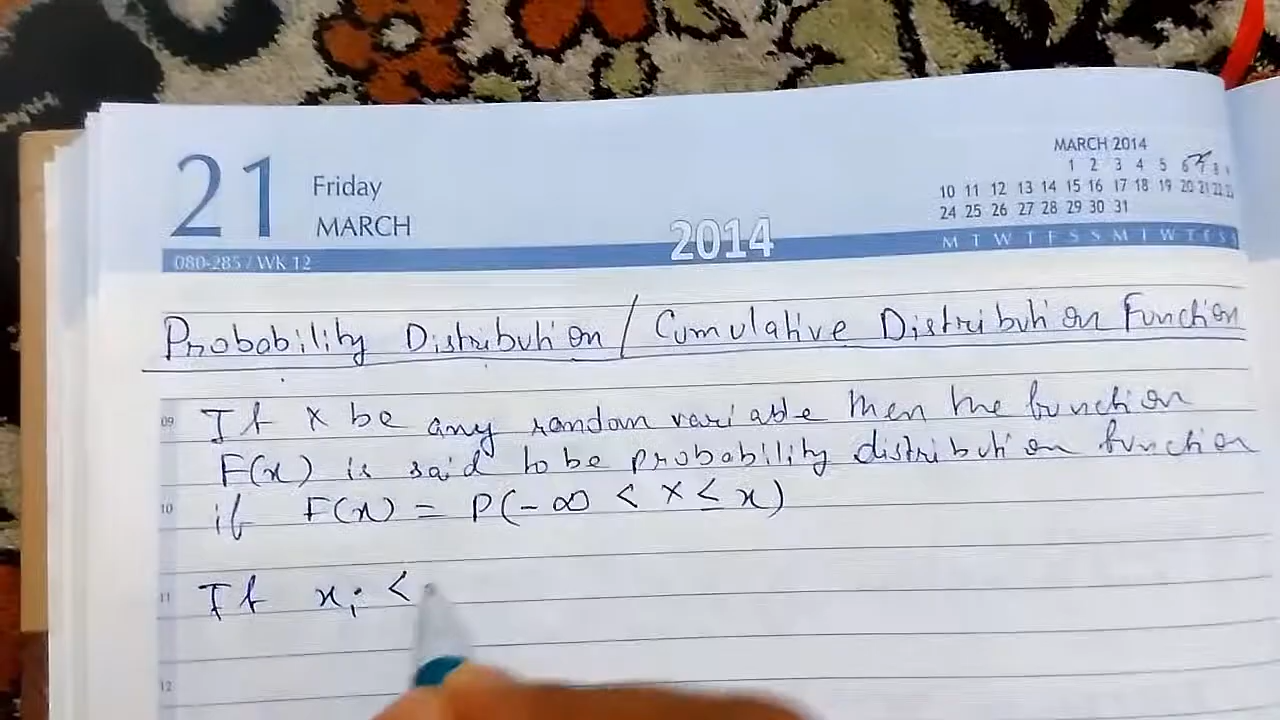 21 Friday MARCH
MARCH 2014
1 2 3 4 5 6 7 8
10 11 12 13 14 15 16 17 18 19 20 21 22 23
24 25 26 27 28 29 30 31
M T W T F S S M T W T F S
2014
080-285 / WK 12
Probability Distribution / Cumulative Distribution Function
09 If X be any random variable then the function
F(x) is said to be probability distribution function
10 if F(x) = P(-∞ < X ≤ x)
11 If xi <
12